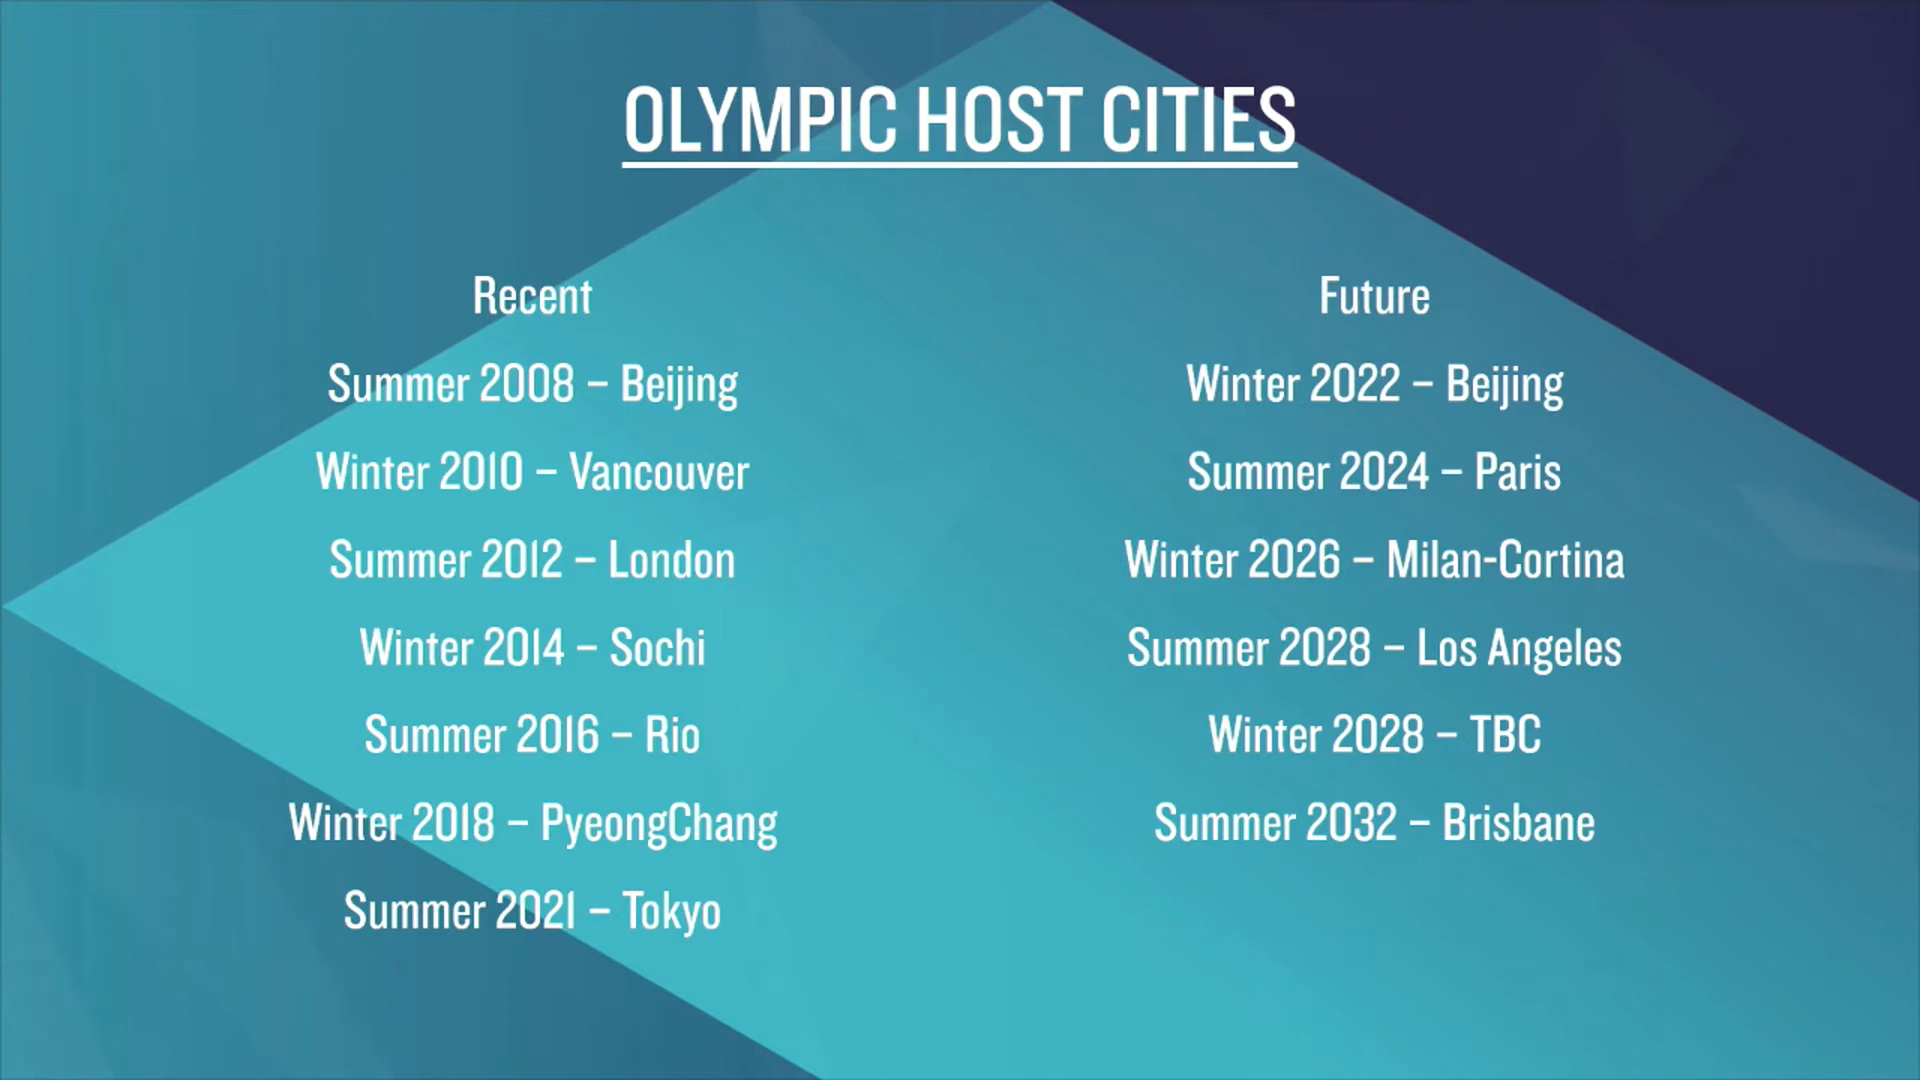 OLYMPIC HOST CITIES
Recent
Summer 2008 – Beijing
Winter 2010 – Vancouver
Summer 2012 – London
Winter 2014 – Sochi
Summer 2016 – Rio
Winter 2018 – PyeongChang
Summer 2021 – Tokyo
Future
Winter 2022 – Beijing
Summer 2024 – Paris
Winter 2026 – Milan-Cortina
Summer 2028 – Los Angeles
Winter 2028 – TBC
Summer 2032 – Brisbane